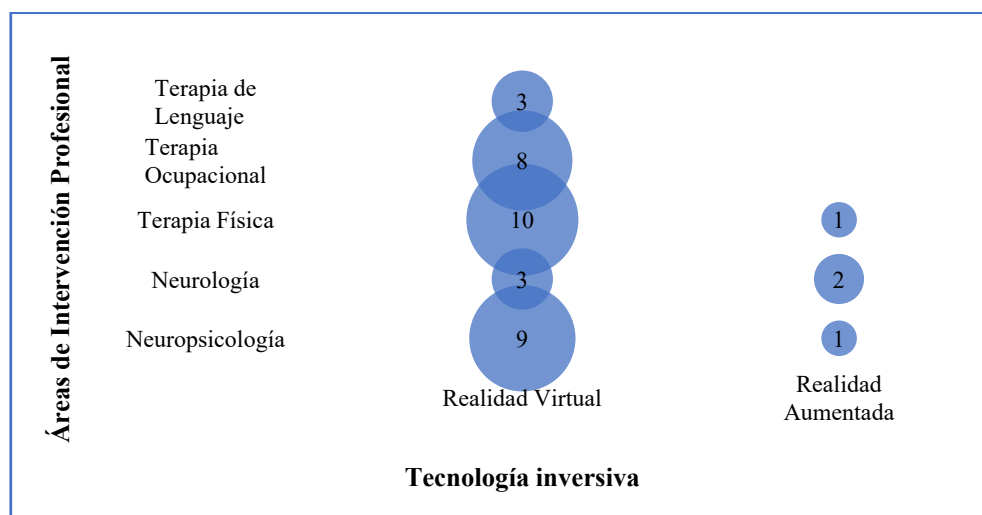 Áreas de Intervención Profesional
Terapia de
Lenguaje
3
Terapia
Ocupacional
8
Terapia Física
10
1
Neurología
3
2
Neuropsicología
9
1
Realidad Virtual
Realidad
Aumentada
Tecnología inversiva